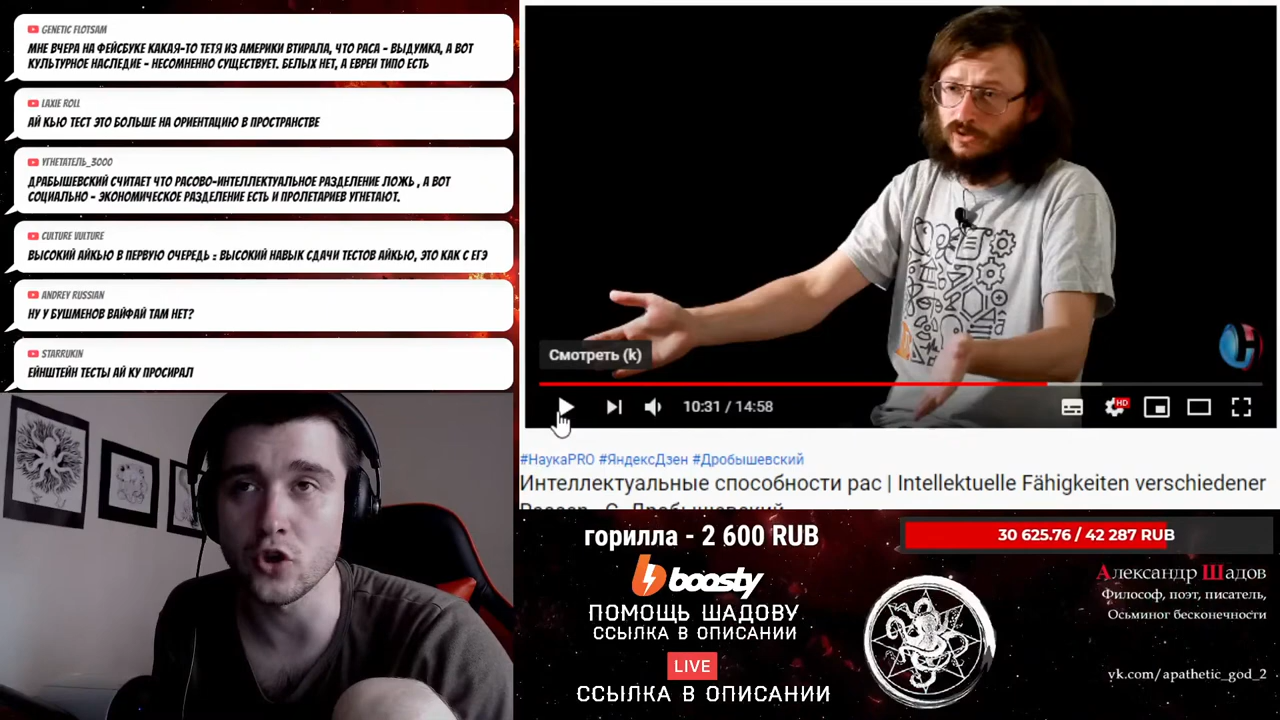 GENETIC FLOTSAM
МНЕ ВЧЕРА НА ФЕЙСБУКЕ КАКАЯ-ТО ТЕТЯ ИЗ АМЕРИКИ ВТИРАЛА, ЧТО РАСА - ВЫДУМКА, А ВОТ
КУЛЬТУРНОЕ НАСЛЕДИЕ - НЕСОМНЕННО СУЩЕСТВУЕТ. БЕЛЫХ НЕТ, А ЕВРЕИ ТИПО ЕСТЬ
LAXIE ROLL
АЙ КЬЮ ТЕСТ ЭТО БОЛЬШЕ НА ОРИЕНТАЦИЮ В ПРОСТРАНСТВЕ
УГНЕТАТЕЛЬ_3000
ДРАБЫШЕВСКИЙ СЧИТАЕТ ЧТО РАСОВО-ИНТЕЛЛЕКТУАЛЬНОЕ РАЗДЕЛЕНИЕ ЛОЖЬ , А ВОТ
СОЦИАЛЬНО - ЭКОНОМИЧЕСКОЕ РАЗДЕЛЕНИЕ ЕСТЬ И ПРОЛЕТАРИЕВ УГНЕТАЮТ.
CULTURE VULTURE
ВЫСОКИЙ АЙКЬЮ В ПЕРВУЮ ОЧЕРЕДЬ = ВЫСОКИЙ НАВЫК СДАЧИ ТЕСТОВ АЙКЬЮ, ЭТО КАК С ЕГЭ
ANDREY RUSSIAN
НУ У БУШМЕНОВ ВАЙФАЙ ТАМ НЕТ?
STARRUKIN
ЕЙНШТЕЙН ТЕСТЫ АЙ КУ ПРОСИРАЛ
Смотреть (k)
10:31 / 14:58
HD
#НаукаPRO #ЯндексДзен #Дробышевский
Интеллектуальные способности рас | Intellektuelle Fähigkeiten verschiedener
Rassen - С. Дробышевский
горилла - 2 600 RUB
boosty
ПОМОЩЬ ШАДОВУ
ССЫЛКА В ОПИСАНИИ
LIVE
ССЫЛКА В ОПИСАНИИ
30 625.76 / 42 287 RUB
Александр Шадов
Философ, поэт, писатель,
Осьминог бесконечности
vk.com/apathetic_god_2